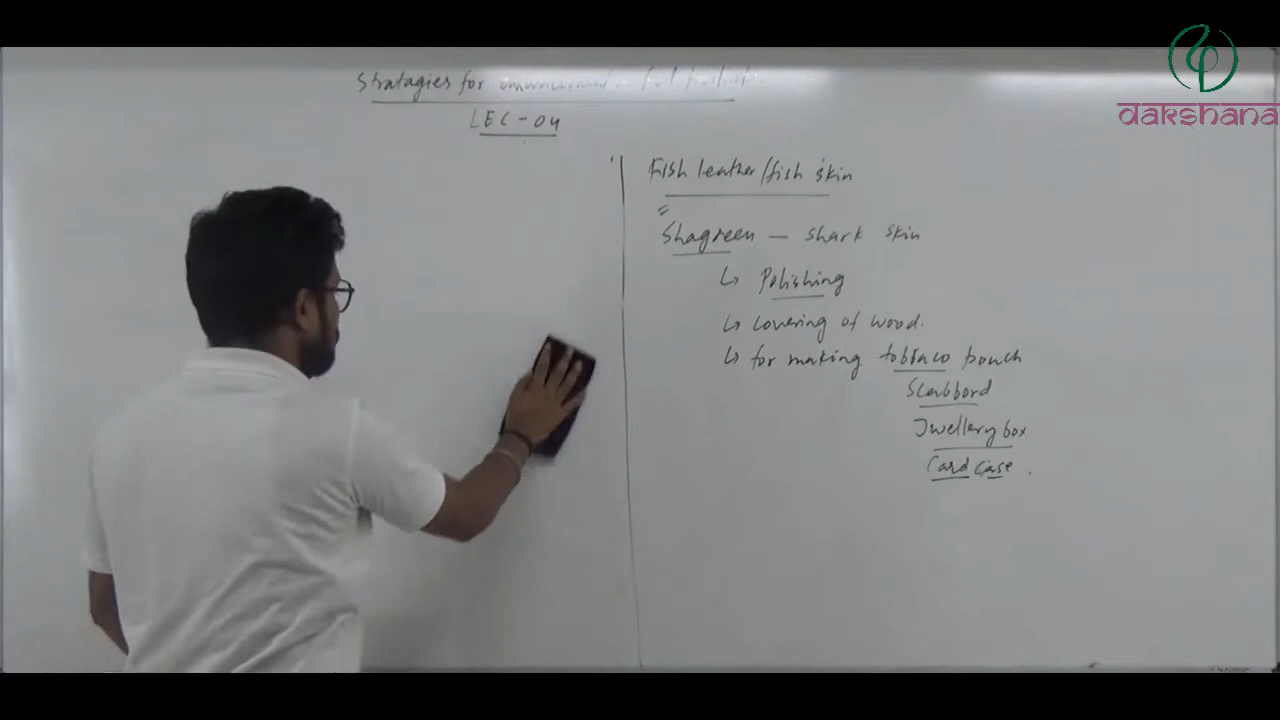 Stratagies for
LEC-04
Fish leather/fish skin
Shagreen — shark skin
↳ Polishing
↳ Covering of wood.
↳ for making tobiaco pouch
Scabbord
Jwellery box
Card case.
dakshana